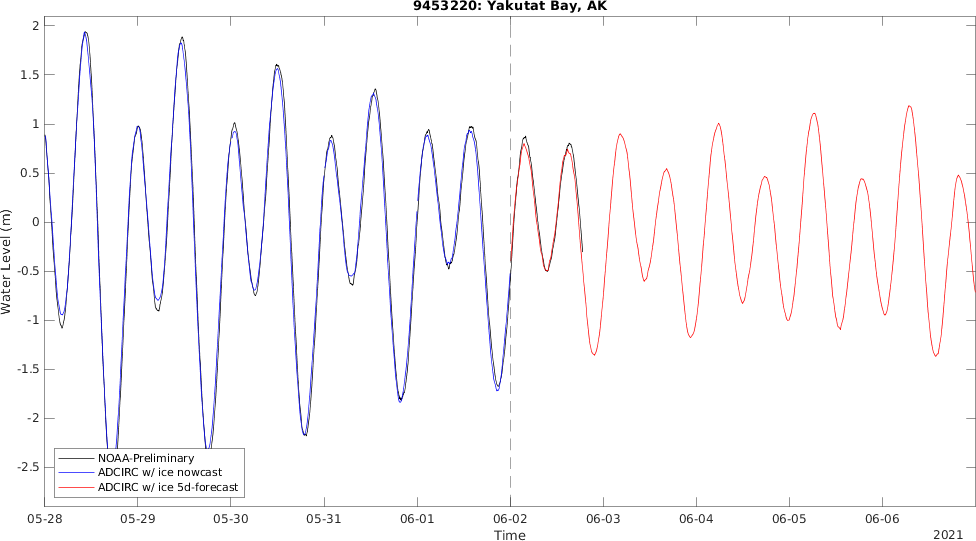 9453220: Yakutat Bay, AK
2
1.5
1
0.5
0
-0.5
-1
-1.5
-2
-2.5
Water Level (m)
NOAA-Preliminary
ADCIRC w/ ice nowcast
ADCIRC w/ ice 5d-forecast
05-28 05-29 05-30 05-31 06-01 06-02 06-03 06-04 06-05 06-06
Time
2021